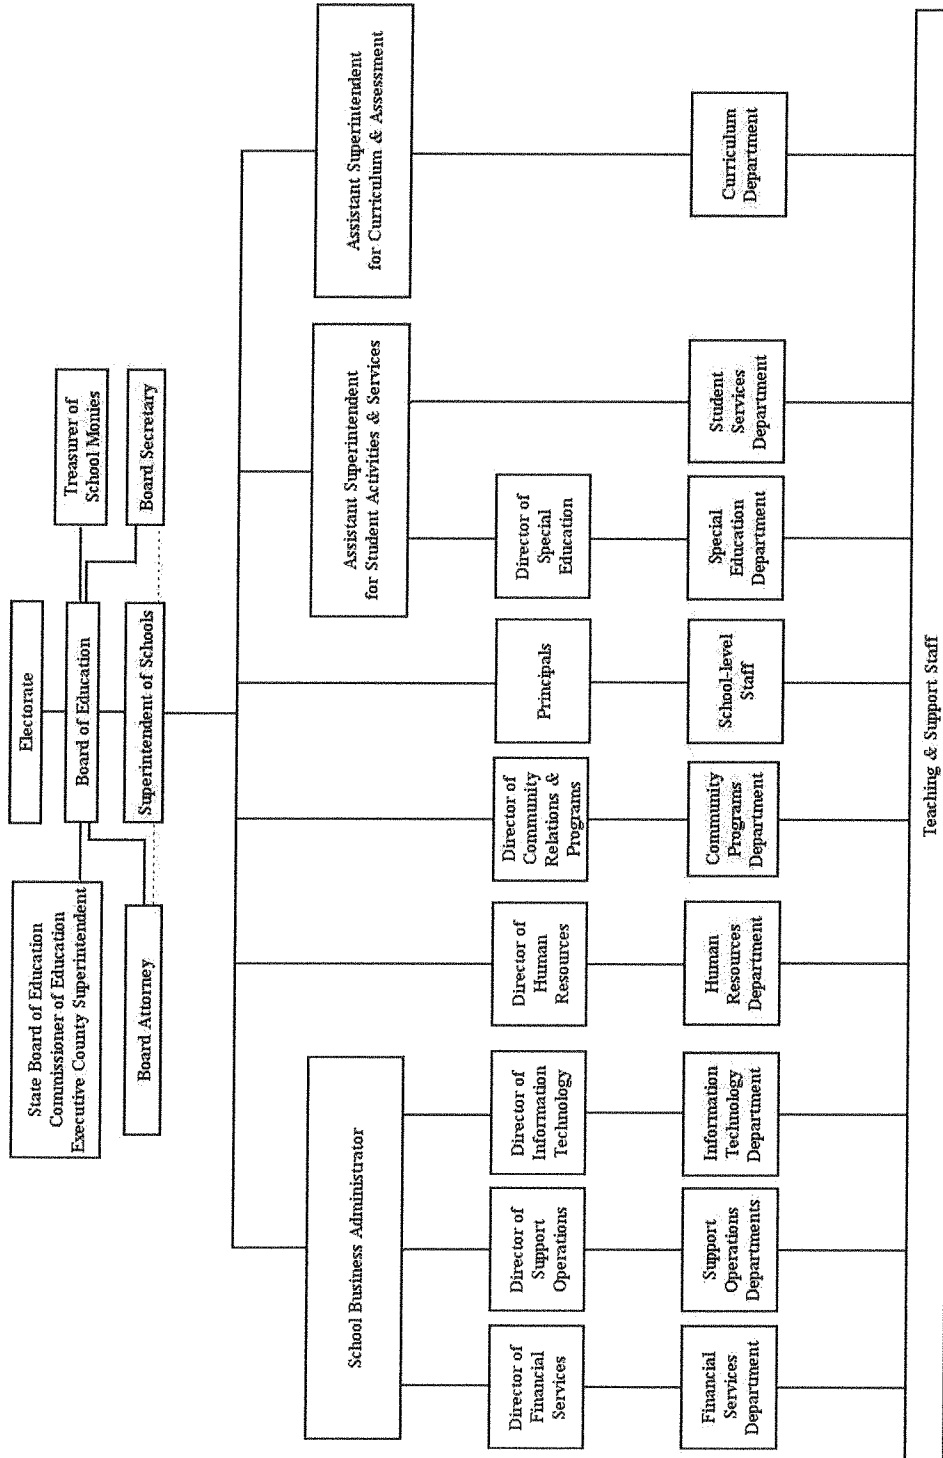 Electorate
State Board of Education
Commissioner of Education
Executive County Superintendent
Board of Education
Treasurer of
School Monies
Board Attorney
Superintendent of Schools
Board Secretary
School Business Administrator
Assistant Superintendent
for Student Activities & Services
Assistant Superintendent
for Curriculum & Assessment
Director of
Financial
Services
Director of
Support
Operations
Director of
Information
Technology
Director of
Human
Resources
Director of
Community
Relations &
Programs
Principals
Director of
Special
Education
Financial
Services
Department
Support
Operations
Departments
Information
Technology
Department
Human
Resources
Department
Community
Programs
Department
School-level
Staff
Special
Education
Department
Student
Services
Department
Curriculum
Department
Teaching & Support Staff